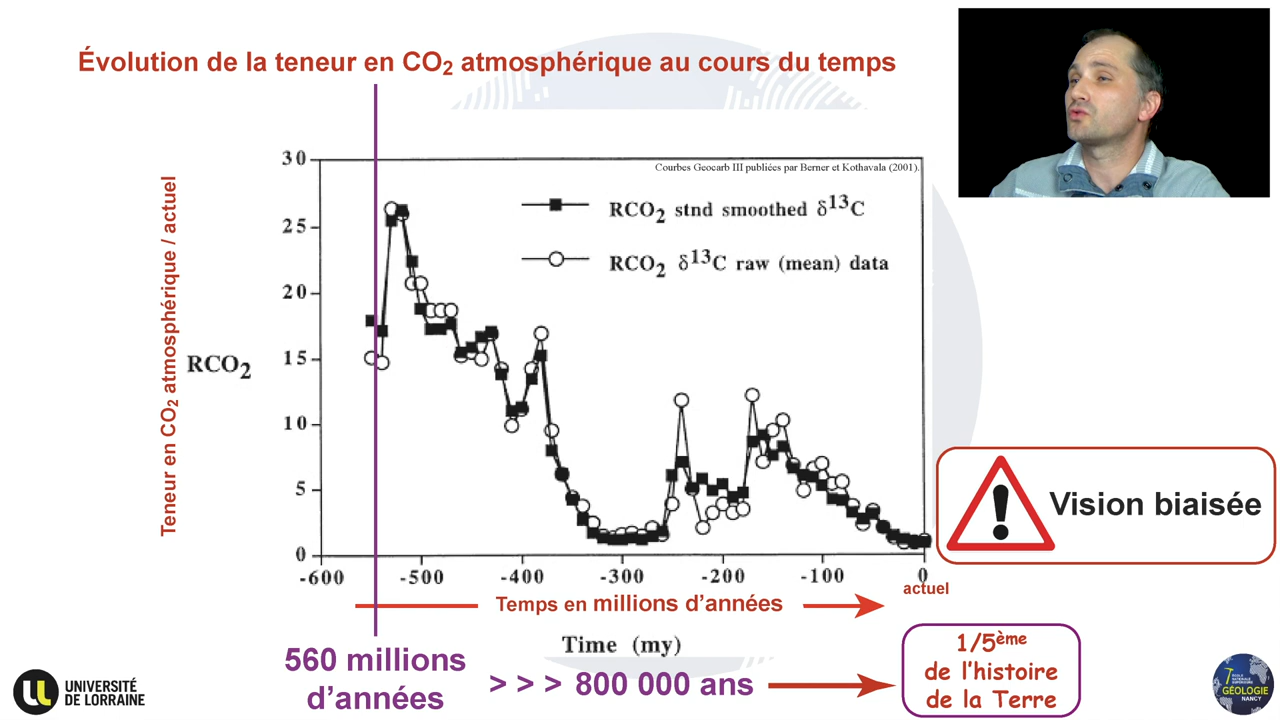 Évolution de la teneur en CO₂ atmosphérique au cours du temps
Courbes Geocarb III publiées par Berner et Kothavala (2001).
RCO₂ stnd smoothed δ¹³C
RCO₂ δ¹³C raw (mean) data
Teneur en CO₂ atmosphérique / actuel
RCO₂
30
25
20
15
10
5
0
-600 -500 -400 -300 -200 -100 0
actuel
Temps en millions d'années
Time (my)
Vision biaisée
560 millions
d'années
> > > 800 000 ans
1/5ème
de l'histoire
de la Terre
UNIVERSITÉ
DE LORRAINE
ÉCOLE
NATIONALE
SUPÉRIEURE
GÉOLOGIE
NANCY